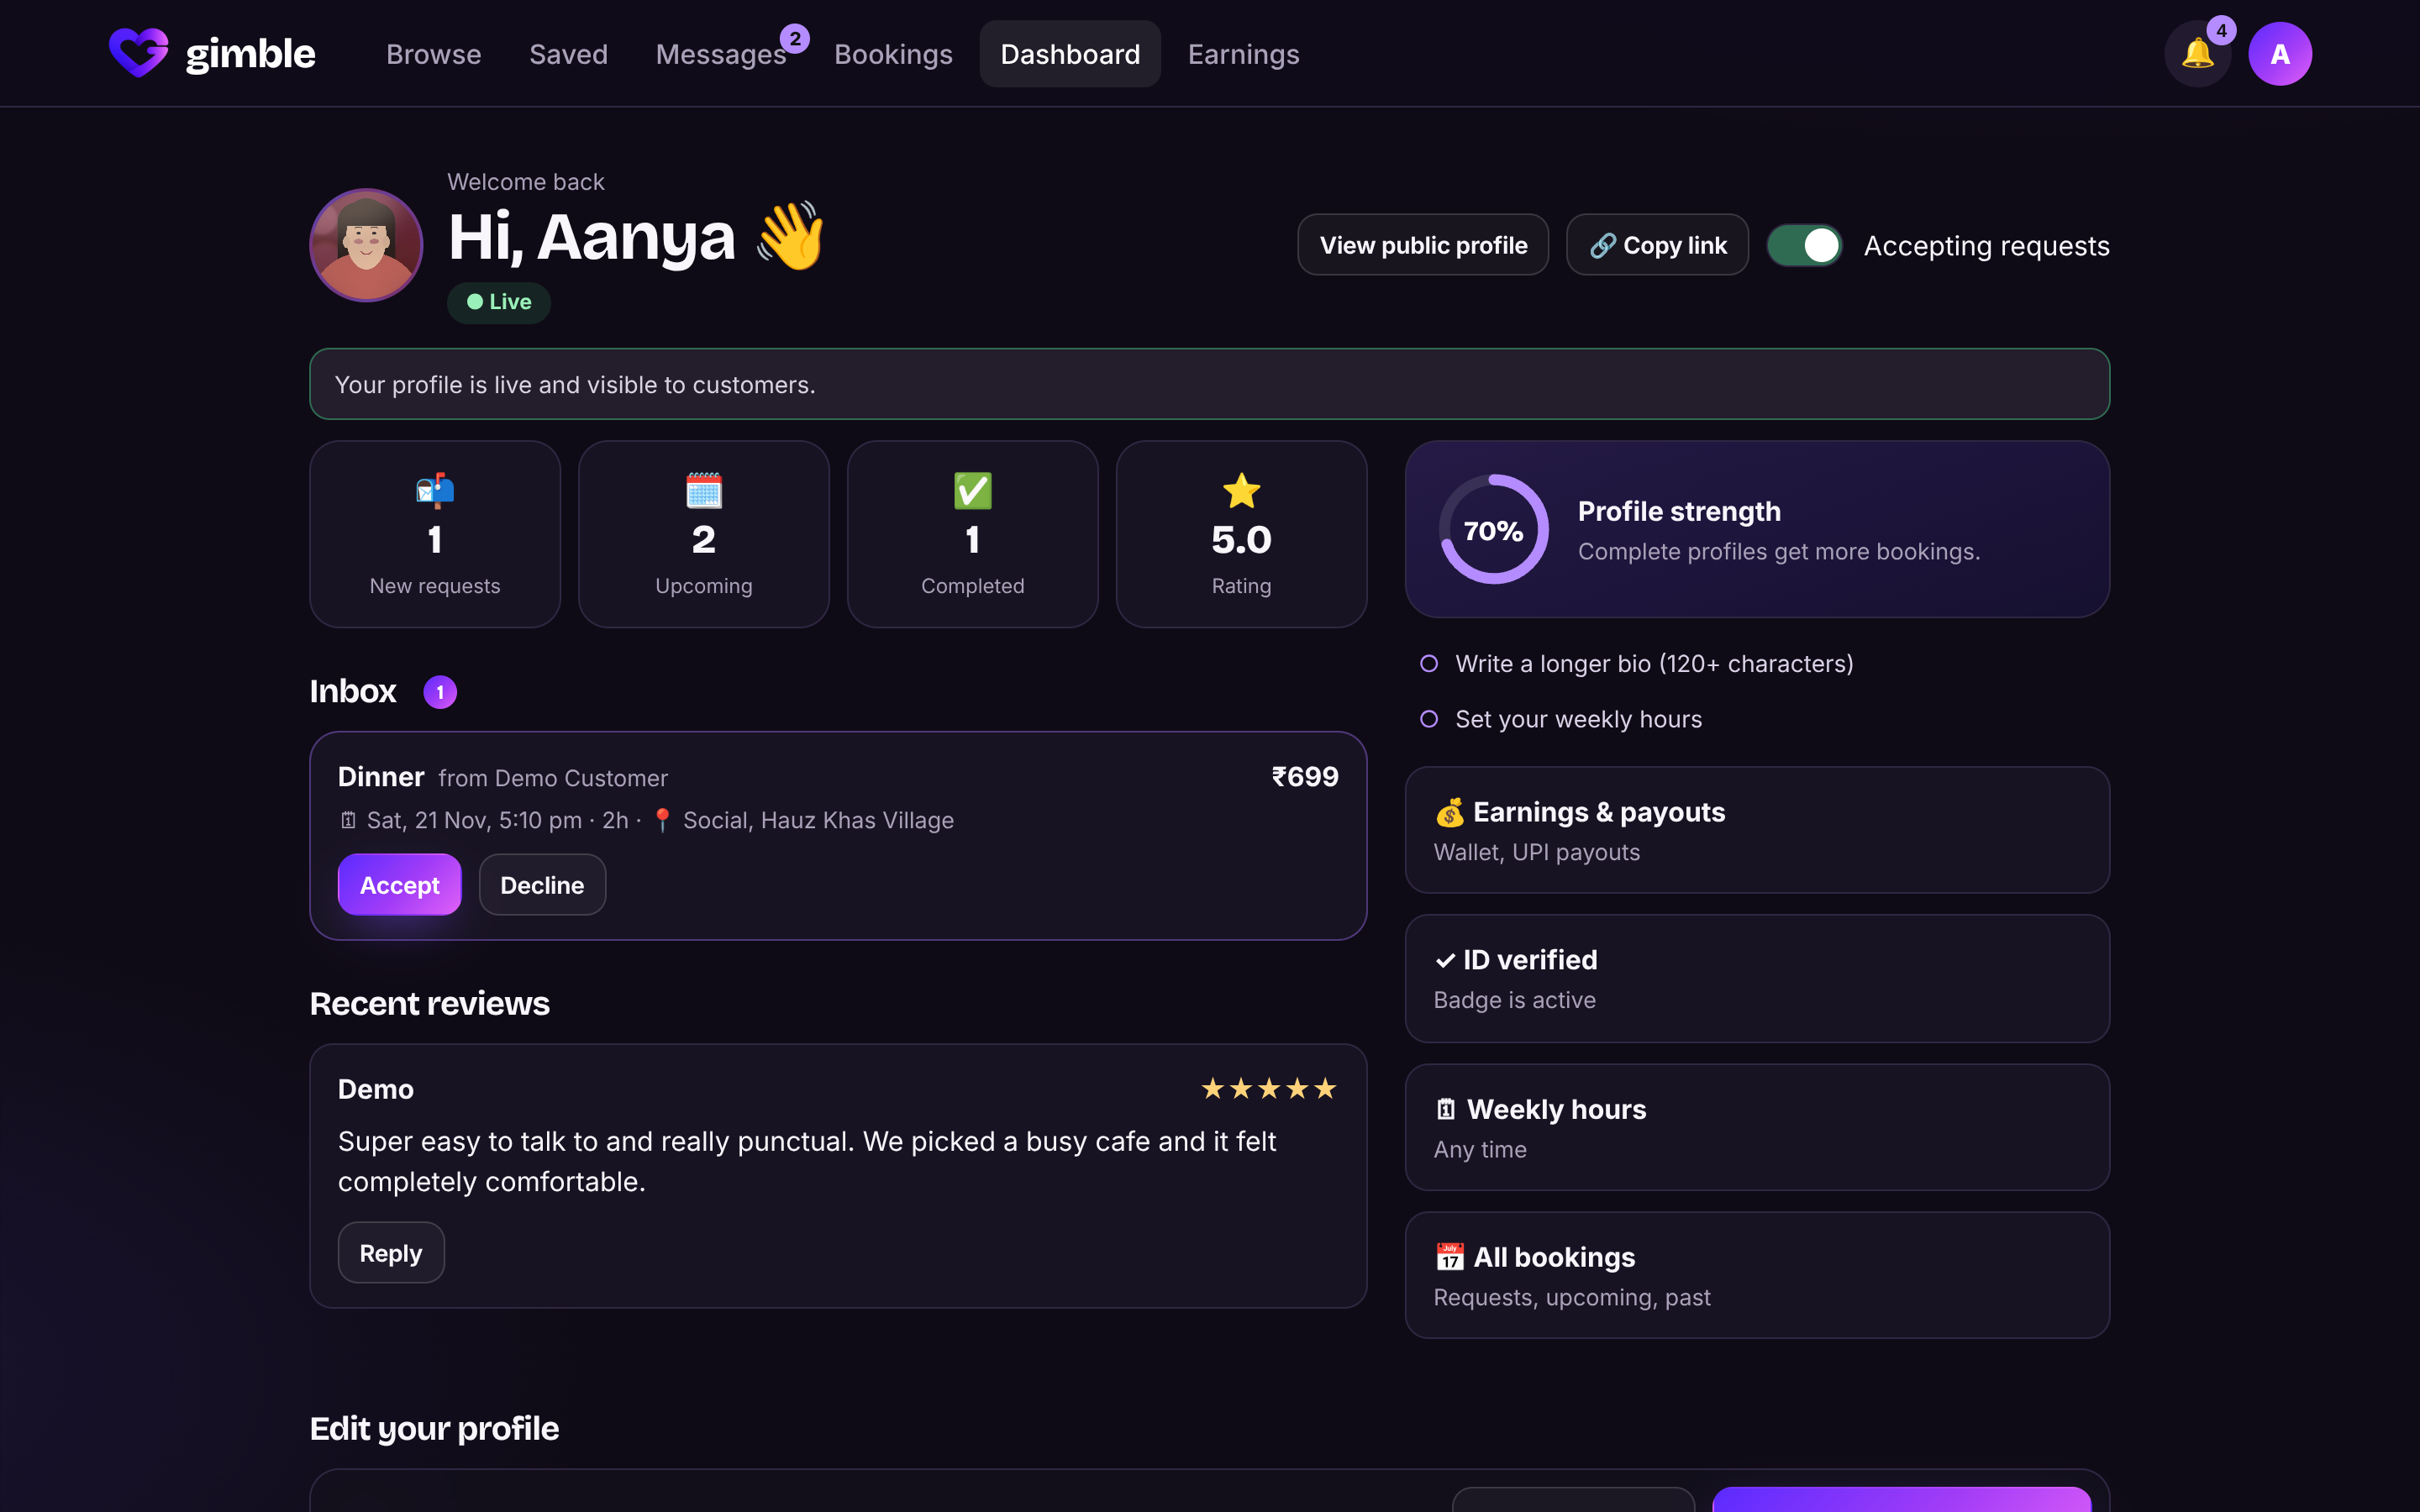 gimble
Browse
Saved
Messages
2
Bookings
Dashboard
Earnings
4
A
Welcome back
Hi, Aanya 👋
Live
View public profile
🔗 Copy link
Accepting requests
Your profile is live and visible to customers.
1
New requests
2
Upcoming
1
Completed
5.0
Rating
70%
Profile strength
Complete profiles get more bookings.
Write a longer bio (120+ characters)
Set your weekly hours
Inbox 1
Dinner from Demo Customer ₹699
Sat, 21 Nov, 5:10 pm · 2h · 📍 Social, Hauz Khas Village
Accept
Decline
Recent reviews
Demo ★★★★★
Super easy to talk to and really punctual. We picked a busy cafe and it felt
completely comfortable.
Reply
💰 Earnings & payouts
Wallet, UPI payouts
✓ ID verified
Badge is active
🗓 Weekly hours
Any time
📅 All bookings
Requests, upcoming, past
Edit your profile